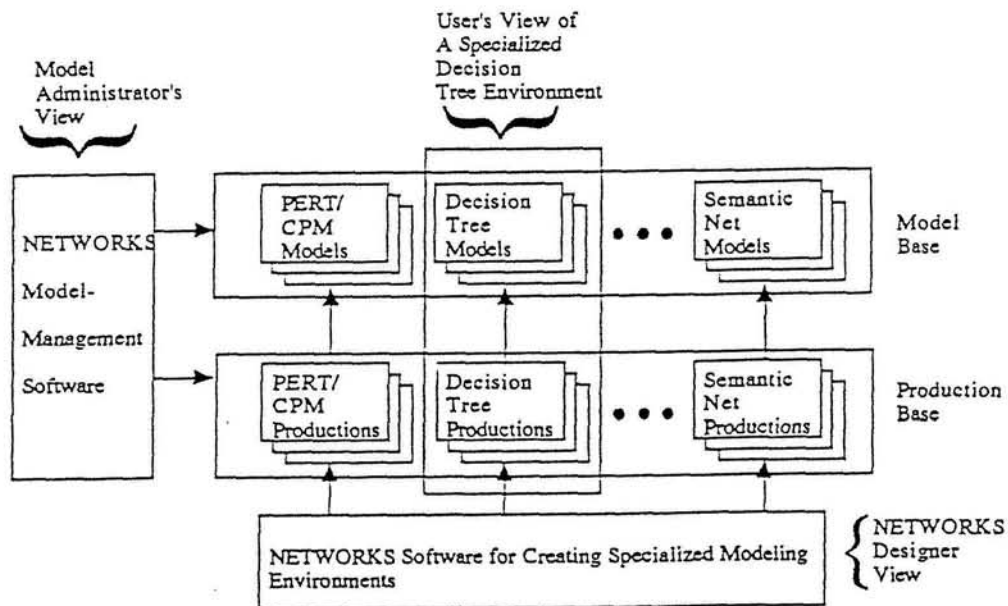 User's View of
A Specialized
Decision
Tree Environment
Model
Administrator's
View
NETWORKS
Model-
Management
Software
PERT/
CPM
Models
Decision
Tree
Models
Semantic
Net
Models
Model
Base
PERT/
CPM
Productions
Decision
Tree
Productions
Semantic
Net
Productions
Production
Base
NETWORKS Software for Creating Specialized Modeling
Environments
NETWORKS
Designer
View